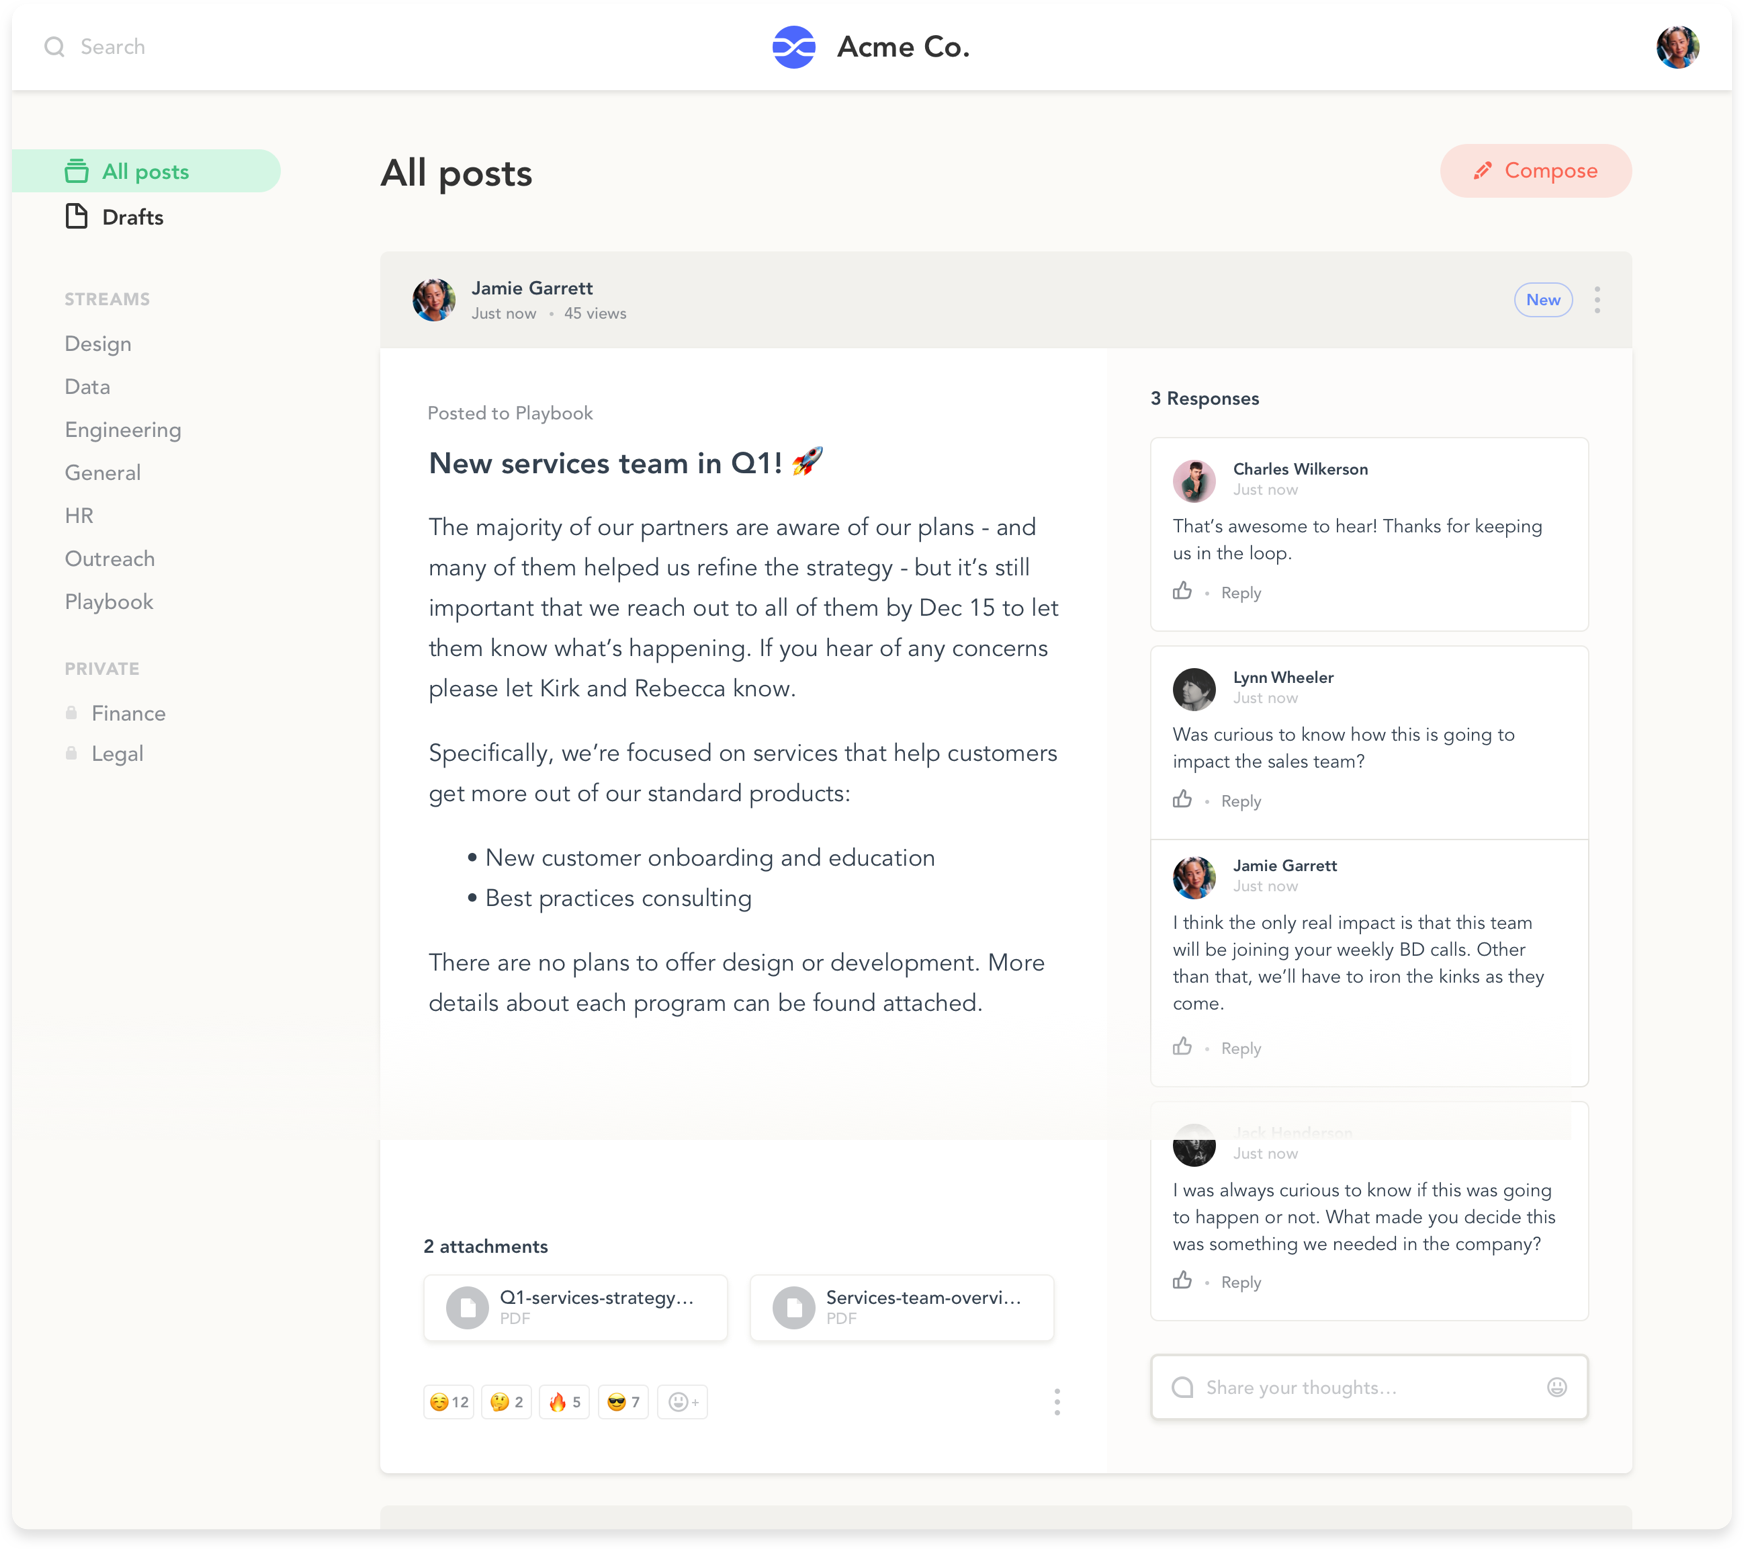 Search
Acme Co.
All posts
Drafts
STREAMS
Design
Data
Engineering
General
HR
Outreach
Playbook
PRIVATE
Finance
Legal
All posts
Compose
Jamie Garrett
Just now • 45 views
New
Posted to Playbook
New services team in Q1! 🚀
The majority of our partners are aware of our plans - and
many of them helped us refine the strategy - but it’s still
important that we reach out to all of them by Dec 15 to let
them know what’s happening. If you hear of any concerns
please let Kirk and Rebecca know.
Specifically, we’re focused on services that help customers
get more out of our standard products:
• New customer onboarding and education
• Best practices consulting
There are no plans to offer design or development. More
details about each program can be found attached.
2 attachments
Q1-services-strategy...
PDF
Services-team-overvi...
PDF
☺️ 12
🤔 2
🔥 5
😎 7
+
3 Responses
Charles Wilkerson
Just now
That’s awesome to hear! Thanks for keeping
us in the loop.
• Reply
Lynn Wheeler
Just now
Was curious to know how this is going to
impact the sales team?
• Reply
Jamie Garrett
Just now
I think the only real impact is that this team
will be joining your weekly BD calls. Other
than that, we’ll have to iron the kinks as they
come.
• Reply
Jack Henderson
Just now
I was always curious to know if this was going
to happen or not. What made you decide this
was something we needed in the company?
• Reply
Share your thoughts...